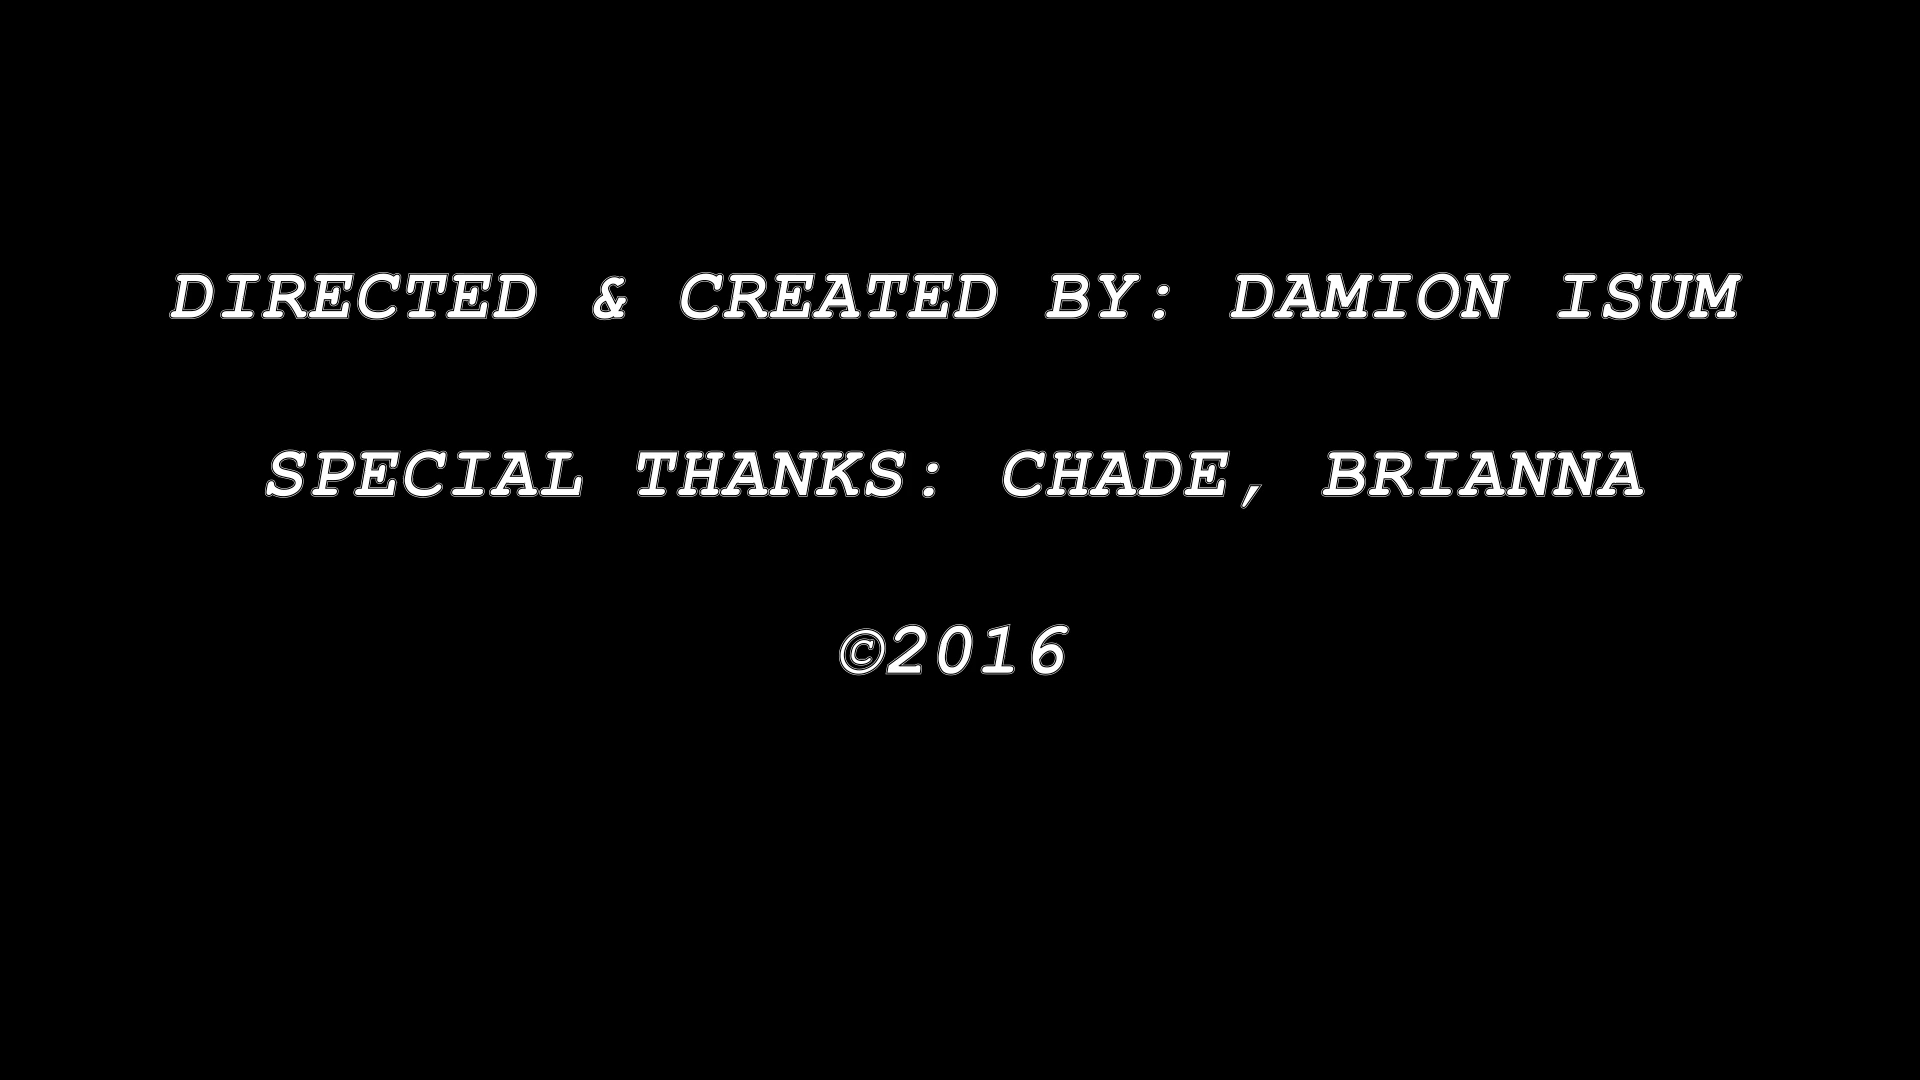 DIRECTED & CREATED BY: DAMION ISUM
SPECIAL THANKS: CHADE, BRIANNA
©2016